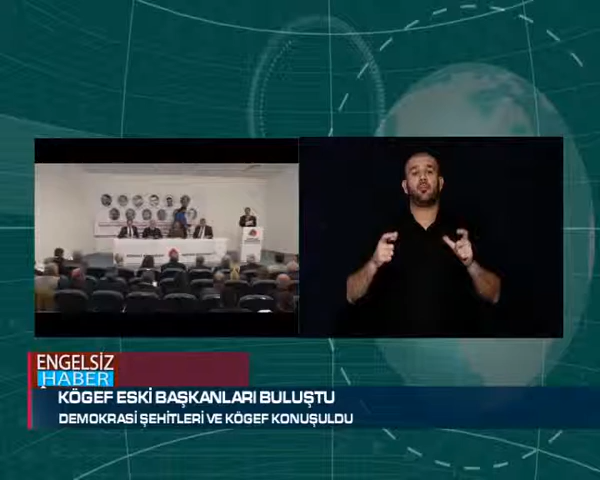 ENGELSİZ
HABER
KÖGEF ESKİ BAŞKANLARI BULUŞTU
DEMOKRASİ ŞEHİTLERİ VE KÖGEF KONUŞULDU